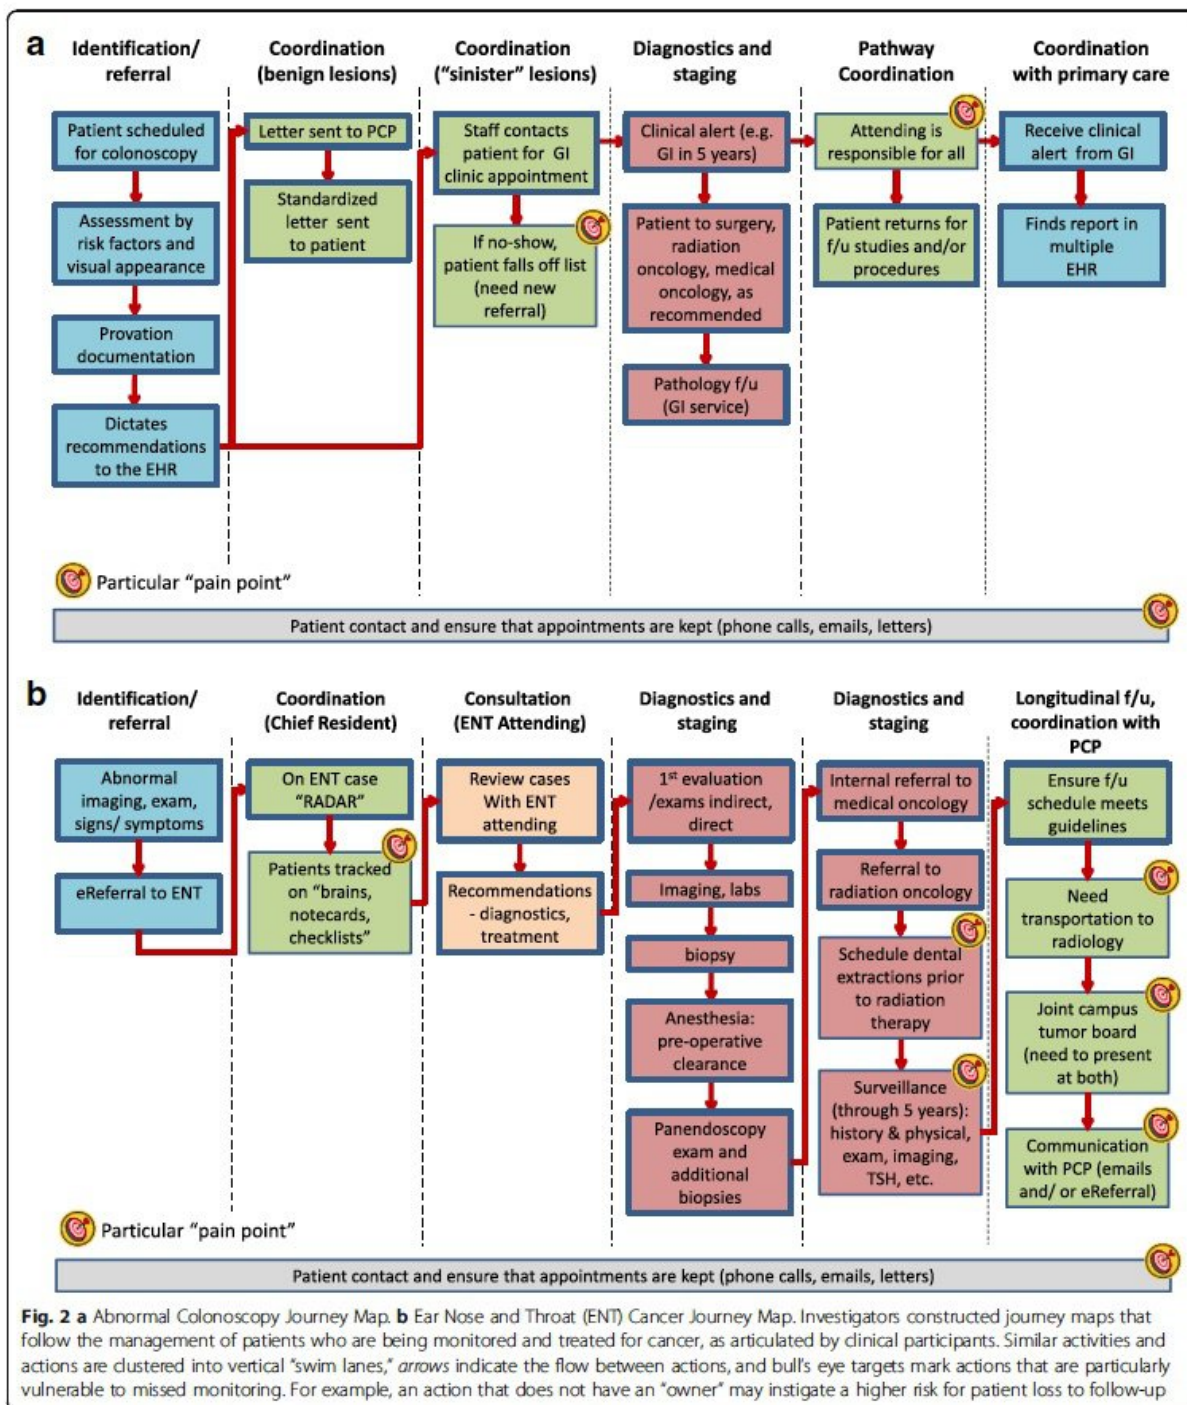 a
Identification/
referral
Coordination
(benign lesions)
Coordination
("sinister" lesions)
Diagnostics and
staging
Pathway
Coordination
Coordination
with primary care
Patient scheduled
for colonoscopy
Assessment by
risk factors and
visual appearance
Provation
documentation
Dictates
recommendations
to the EHR
Letter sent to PCP
Standardized
letter sent
to patient
Staff contacts
patient for GI
clinic appointment
If no-show,
patient falls off list
(need new
referral)
Clinical alert (e.g.
GI in 5 years)
Patient to surgery,
radiation
oncology, medical
oncology, as
recommended
Pathology f/u
(GI service)
Attending is
responsible for all
Patient returns for
f/u studies and/or
procedures
Receive clinical
alert from GI
Finds report in
multiple
EHR
Particular "pain point"
Patient contact and ensure that appointments are kept (phone calls, emails, letters)
b
Identification/
referral
Coordination
(Chief Resident)
Consultation
(ENT Attending)
Diagnostics and
staging
Diagnostics and
staging
Longitudinal f/u,
coordination with
PCP
Abnormal
imaging, exam,
signs/ symptoms
eReferral to ENT
On ENT case
"RADAR"
Patients tracked
on "brains,
notecards,
checklists"
Review cases
With ENT
attending
Recommendations
- diagnostics,
treatment
1st evaluation
/exams indirect,
direct
Imaging, labs
biopsy
Anesthesia:
pre-operative
clearance
Panendoscopy
exam and
additional
biopsies
Internal referral to
medical oncology
Referral to
radiation oncology
Schedule dental
extractions prior
to radiation
therapy
Surveillance
(through 5 years):
history & physical,
exam, imaging,
TSH, etc.
Ensure f/u
schedule meets
guidelines
Need
transportation to
radiology
Joint campus
tumor board
(need to present
at both)
Communication
with PCP (emails
and/ or eReferral)
Particular "pain point"
Patient contact and ensure that appointments are kept (phone calls, emails, letters)
Fig. 2 a Abnormal Colonoscopy Journey Map. b Ear Nose and Throat (ENT) Cancer Journey Map. Investigators constructed journey maps that
follow the management of patients who are being monitored and treated for cancer, as articulated by clinical participants. Similar activities and
actions are clustered into vertical "swim lanes," arrows indicate the flow between actions, and bull's eye targets mark actions that are particularly
vulnerable to missed monitoring. For example, an action that does not have an "owner" may instigate a higher risk for patient loss to follow-up